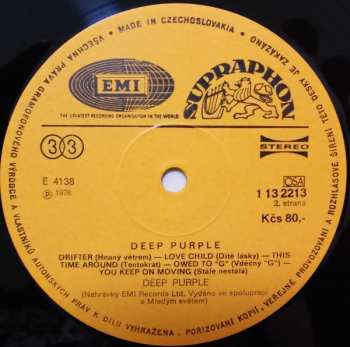 VŠECHNA PRÁVA GRAMOFONOVÉHO VÝROBCE A VLASTNÍKŮ AUTORSKÝCH PRÁV K DÍLU VYHRAŽENA. POŘIZOVÁNÍ KOPIÍ, VEŘEJNÉ PROVOZOVÁNÍ A ROZHLASOVÉ ŠÍŘENÍ TÉTO DESKY JE ZAKÁZÁNO
MADE IN CZECHOSLOVAKIA
EMI
THE GREATEST RECORDING ORGANISATION IN THE WORLD
SUPRAPHON
33
STEREO
E 4138
℗ 1976
OSA
1 13 2213
2. strana
Kčs 80,-
DEEP PURPLE
DRIFTER (Hnaný větrem) — LOVE CHILD (Dítě lásky) — THIS
TIME AROUND (Tentokrát) — OWED TO "G" (Vděčný "G") —
YOU KEEP ON MOVING (Stále nestálá)
DEEP PURPLE
(Nahrávky EMI Records Ltd. Vydáno ve spolupráci
s Mladým světem)